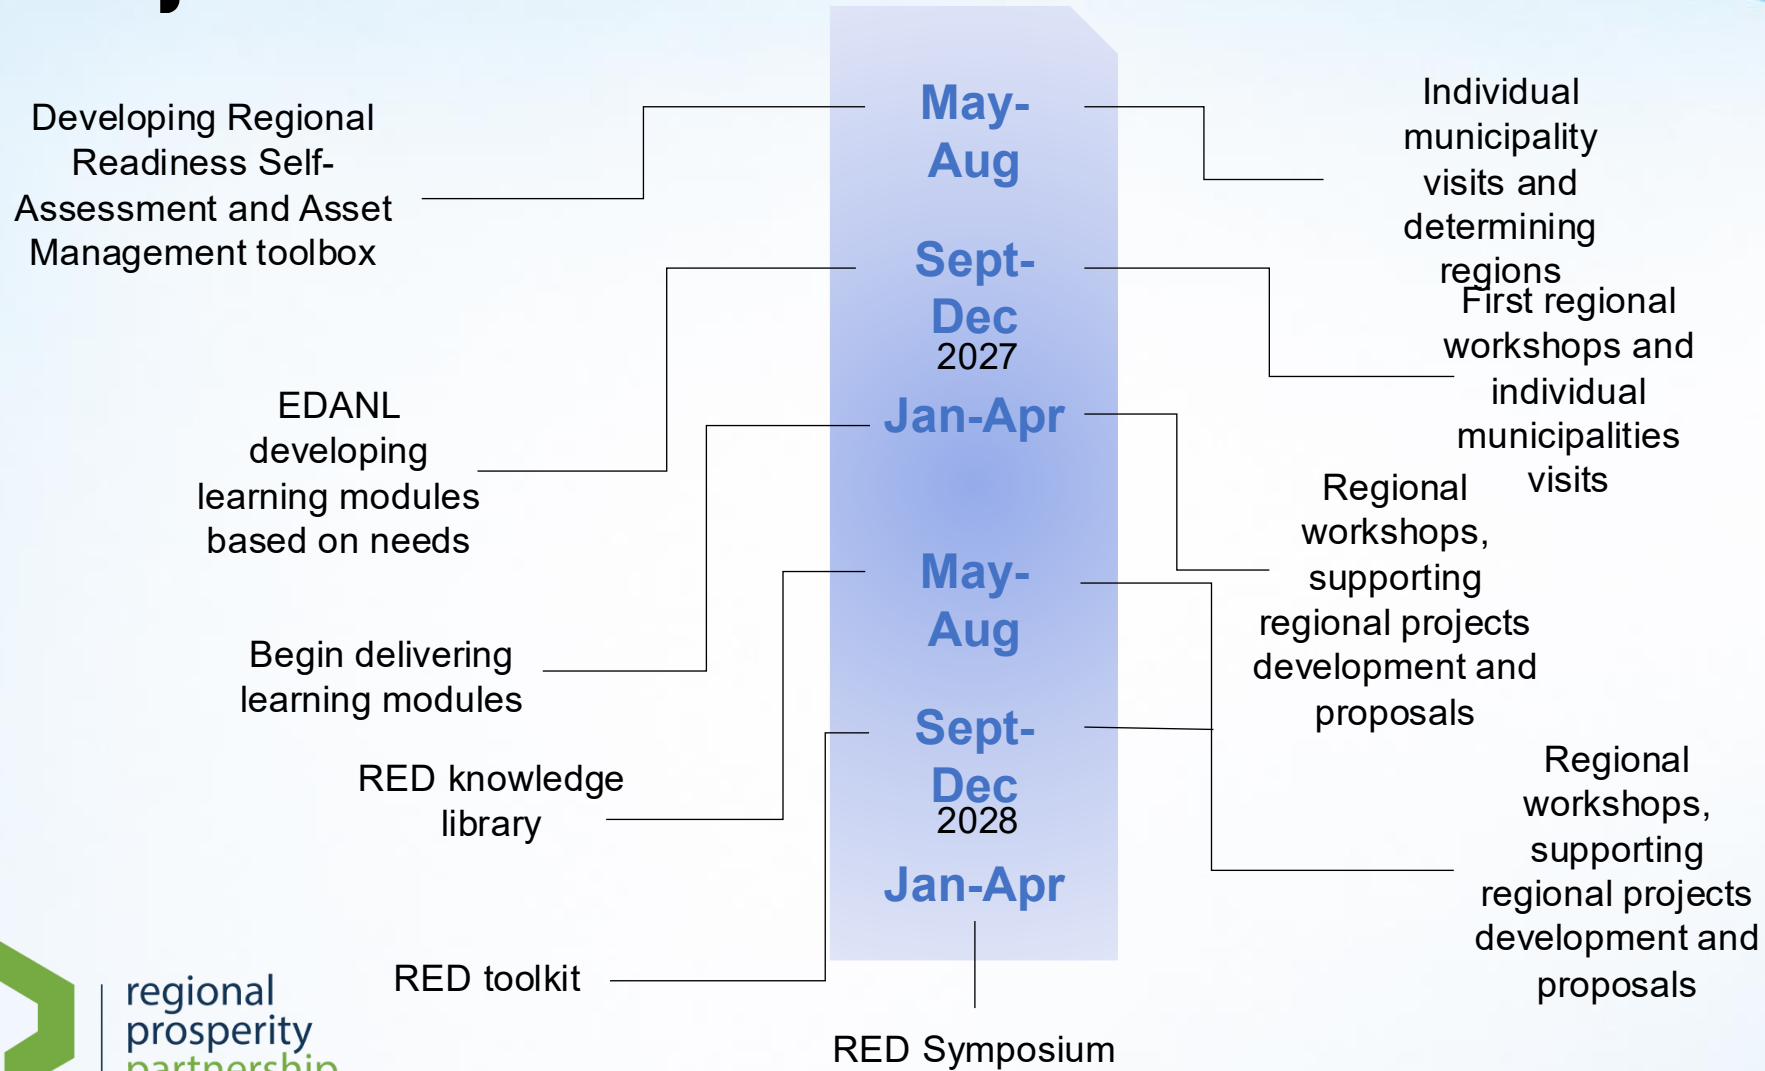 Developing Regional
Readiness Self-
Assessment and Asset
Management toolbox
May-
Aug
Individual
municipality
visits and
determining
regions
Sept-
Dec
2027
First regional
workshops and
individual
municipalities
visits
EDANL
developing
learning modules
based on needs
Jan-Apr
Regional
workshops,
supporting
regional projects
development and
proposals
Begin delivering
learning modules
May-
Aug
RED knowledge
library
Sept-
Dec
2028
Regional
workshops,
supporting
regional projects
development and
proposals
Jan-Apr
RED toolkit
RED Symposium
regional
prosperity
partnership